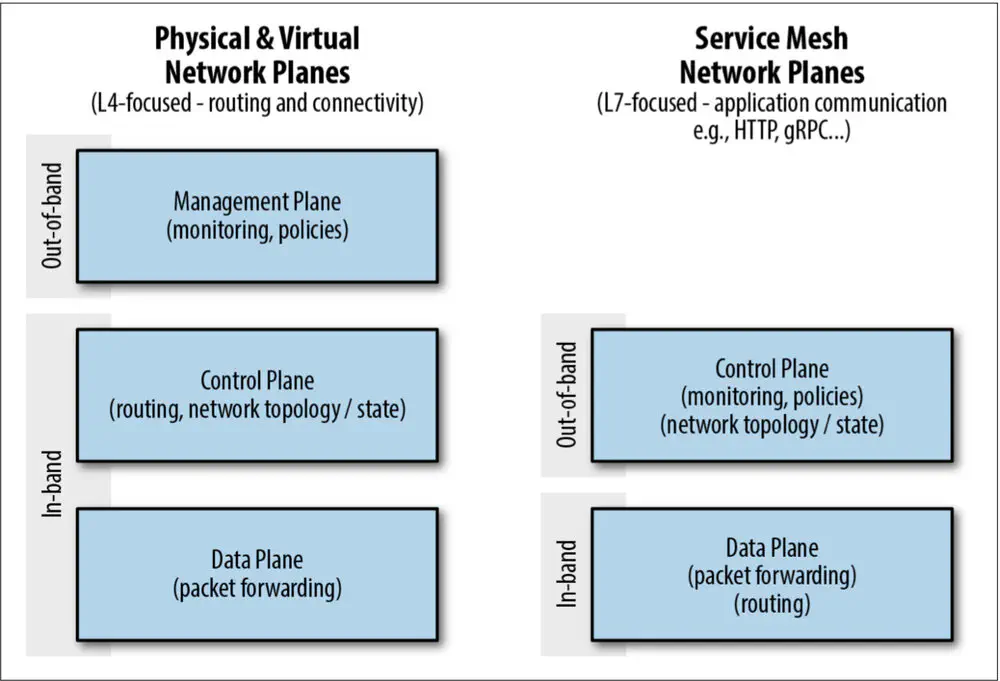 Physical & Virtual
Network Planes
(L4-focused - routing and connectivity)
Out-of-band
Management Plane
(monitoring, policies)
In-band
Control Plane
(routing, network topology / state)
Data Plane
(packet forwarding)
Service Mesh
Network Planes
(L7-focused - application communication
e.g., HTTP, gRPC...)
Out-of-band
Control Plane
(monitoring, policies)
(network topology / state)
In-band
Data Plane
(packet forwarding)
(routing)